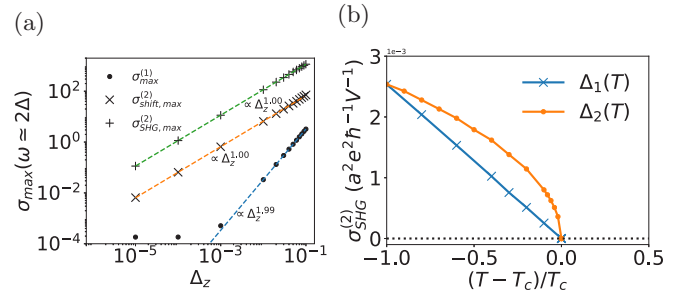 (a)
σ_max(ω ≃ 2Δ)
10^2
10^0
10^−2
10^−4
σ^(1)_max
σ^(2)_shift, max
σ^(2)_SHG, max
∝ Δ_z^1.00
∝ Δ_z^1.00
∝ Δ_z^1.99
10^−5
10^−3
10^−1
Δ_z
(b)
1e−3
σ^(2)_SHG (a^2e^2ℏ^−1V^−1)
3
2
1
0
Δ_1(T)
Δ_2(T)
−1.0
−0.5
0.0
0.5
(T − T_c)/T_c